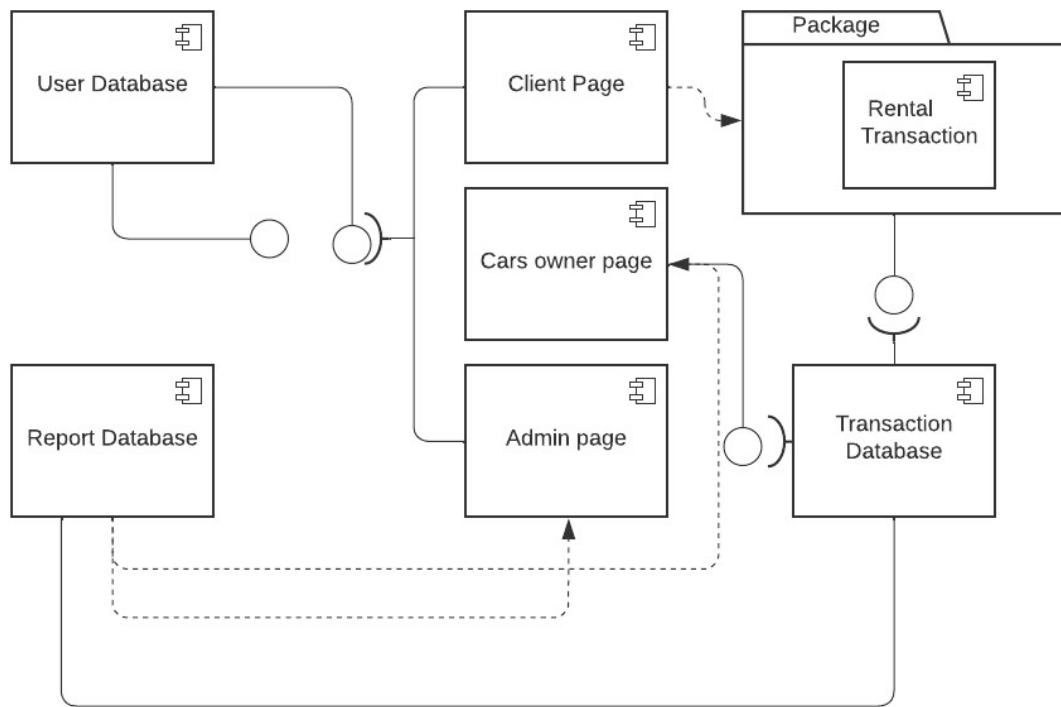 Package
User Database
Client Page
Rental
Transaction
Cars owner page
Report Database
Admin page
Transaction
Database